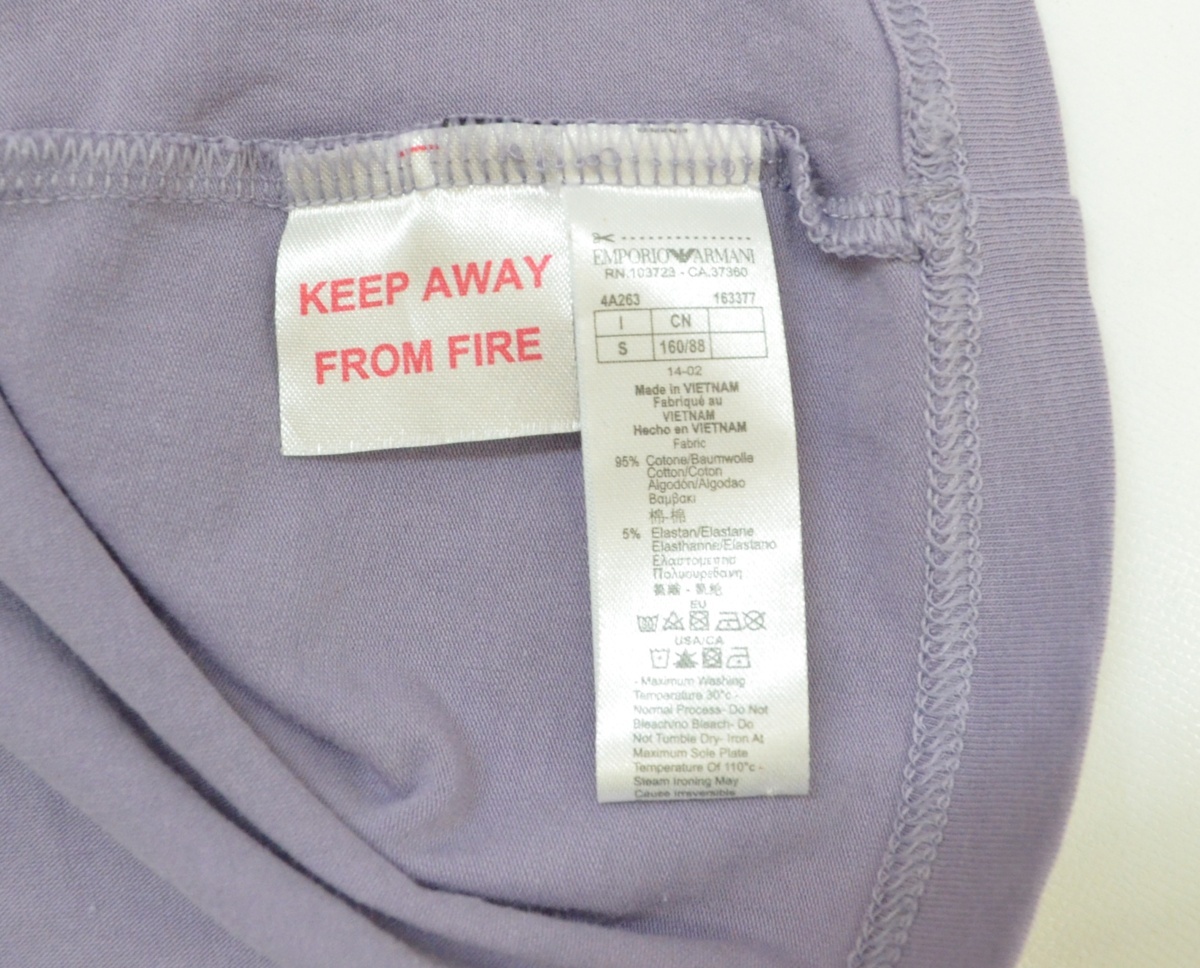 KEEP AWAY
FROM FIRE
EMPORIO ARMANI
RN.103723 - CA.37360
4A263 163377
I CN
S 160/88
14-02
Made in VIETNAM
Fabriqué au
VIETNAM
Hecho en VIETNAM
Fabric
95% Cotone/Baumwolle
Cotton/Coton
Algodón/Algodao
Βαμβακι
棉-棉
5% Elastan/Elastane
Elasthanne/Elastano
Πολυουρεθανη
EU
USA/CA
- Maximum Washing
Temperature 30°c -
Normal Process- Do Not
Bleach/no Bleach- Do
Not Tumble Dry- Iron At
Maximum Sole Plate
Temperature Of 110°c -
Steam Ironing May
Cause Irreversible